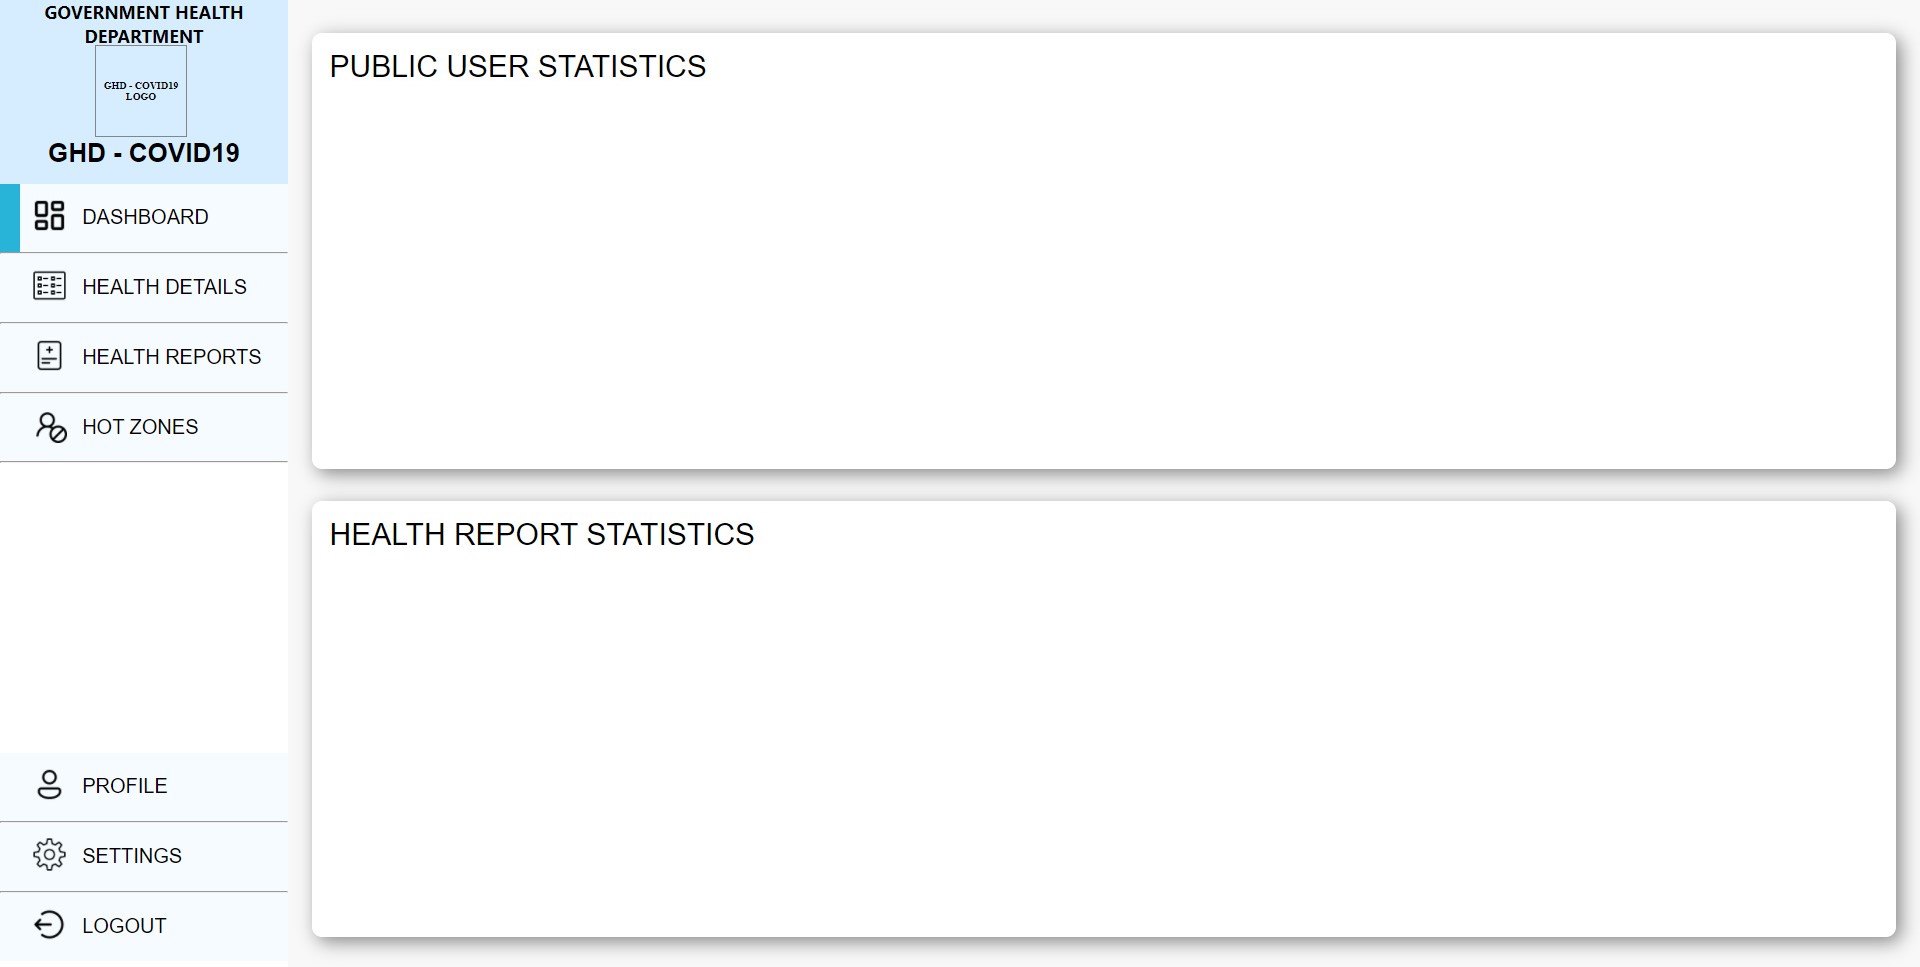 GOVERNMENT HEALTH
DEPARTMENT
GHD - COVID19
LOGO
GHD - COVID19
DASHBOARD
HEALTH DETAILS
HEALTH REPORTS
HOT ZONES
PROFILE
SETTINGS
LOGOUT
PUBLIC USER STATISTICS
HEALTH REPORT STATISTICS